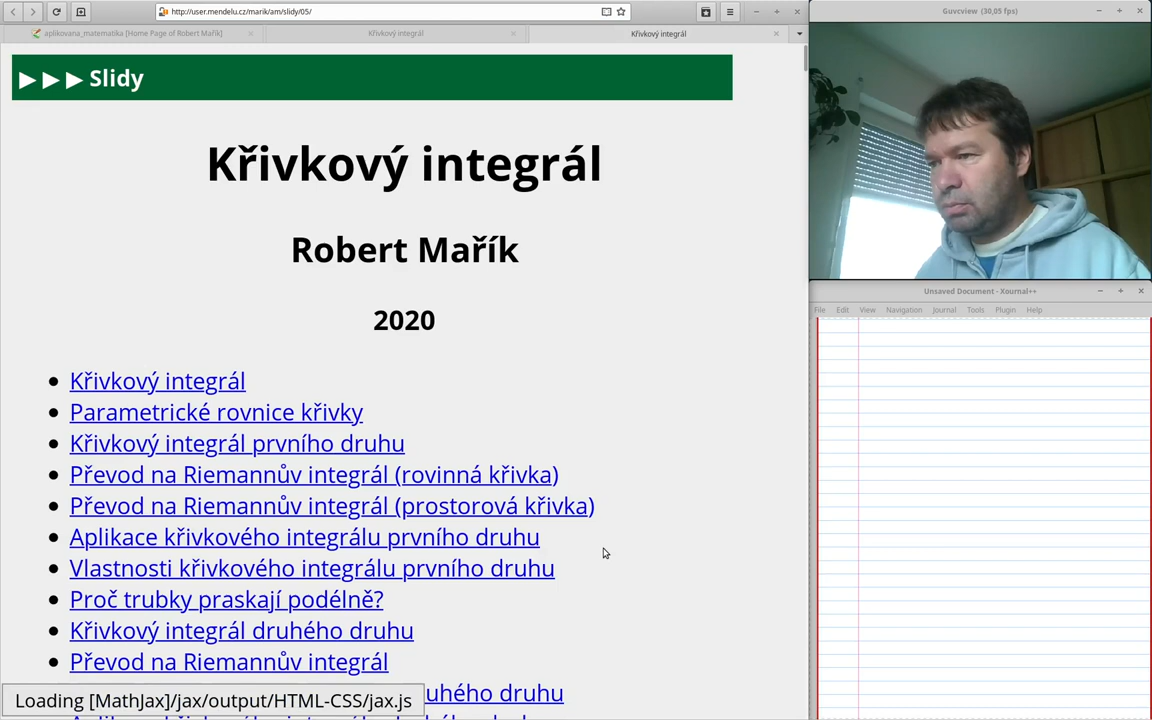 http://user.mendelu.cz/marik/am/slidy/05/
aplikovana_matematika [Home Page of Robert Mařík]
Křivkový integrál
Křivkový integrál
▶ ▶ ▶ Slidy
Křivkový integrál
Robert Mařík
2020
Křivkový integrál
Parametrické rovnice křivky
Křivkový integrál prvního druhu
Převod na Riemannův integrál (rovinná křivka)
Převod na Riemannův integrál (prostorová křivka)
Aplikace křivkového integrálu prvního druhu
Vlastnosti křivkového integrálu prvního druhu
Proč trubky praskají podélně?
Křivkový integrál druhého druhu
Převod na Riemannův integrál
uhého druhu
Loading [MathJax]/jax/output/HTML-CSS/jax.js
Guvcview (30,05 fps)
Unsaved Document - Xournal++
File Edit View Navigation Journal Tools Plugin Help